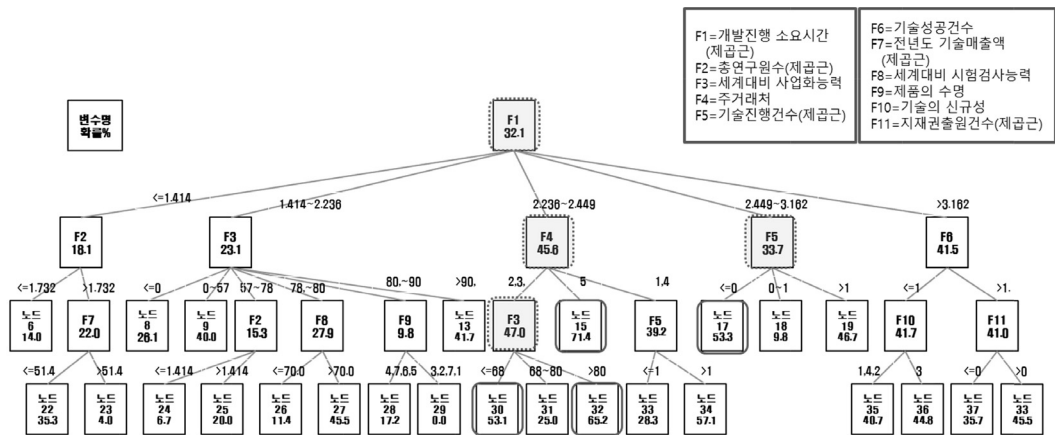 F1=개발진행 소요시간
(제곱근)
F2=총연구원수(제곱근)
F3=세계대비 사업화능력
F4=주거래처
F5=기술진행건수(제곱근)
F6=기술성공건수
F7=전년도 기술매출액
(제곱근)
F8=세계대비 시험검사능력
F9=제품의 수명
F10=기술의 신규성
F11=지재권출원건수(제곱근)
변수명
확률%
F1
32.1
<=1.414 1.414~2.236 2.236~2.449 2.449~3.162 >3.162
F2 F3 F4 F5 F6
18.1 23.1 45.6 33.7 41.5
<=1.732 >1.732 <=0 0~57 57~78 78,~80 80,~90 >90, 2.3, 5 1,4 <=0 0~1 >1 <=1 >1.
노드 F7 노드 노드 F2 F8 F9 노드 F3 노드 F5 노드 노드 노드 F10 F11
6 22.0 8 9 15.3 27.9 9.8 13 47.0 15 39.2 17 18 19 41.7 41.0
14.0 26.1 40.0 41.7 71.4 53.3 9.8 46.7
<=51.4 >51.4 <=1.414 >1.414 <=70.0 >70.0 4,7.6.5 3.2.7.1 <=68 68~80 >80 <=1 >1 1.4.2 3 <=0 >0
노드 노드 노드 노드 노드 노드 노드 노드 노드 노드 노드 노드 노드 노드 노드 노드 노드
22 23 24 25 26 27 28 29 30 31 32 33 34 35 36 37 33
35.3 4.0 6.7 20.0 11.4 45.5 17.2 0.0 53.1 25.0 65.2 28.3 57.1 40.7 44.8 35.7 45.5